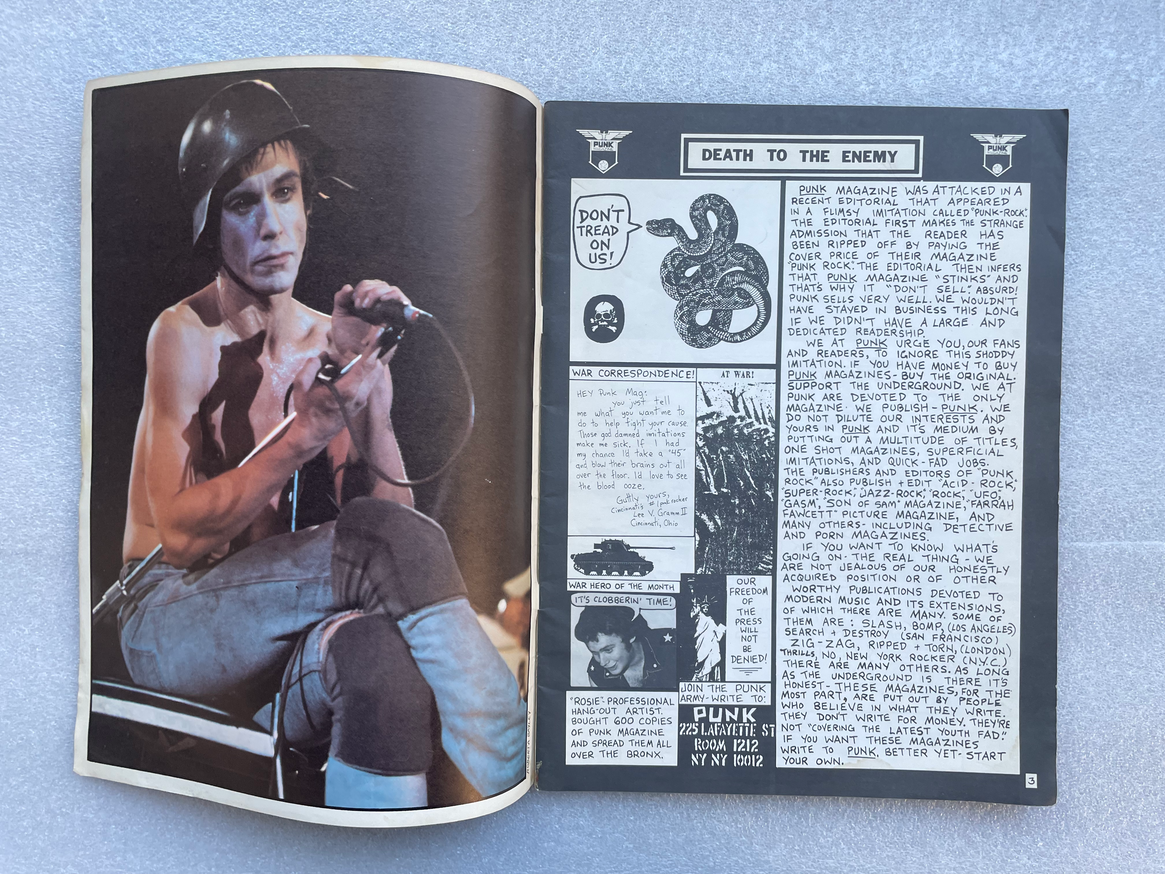 PUNK
DEATH TO THE ENEMY
PUNK
DON'T
TREAD
ON
US!
WAR CORRESPONDENCE!
HEY Punk Mag:
you just tell
me what you want me to
do to help fight your cause.
Those god damned imitations
make me sick. If I had
my chance I'd take a '45'
and blow their brains out all
over the floor. I'd love to see
the blood ooze.
Guttly yours,
Cincinnati's #1 punk rocker
Lee V. Gramm II
Cincinnati, Ohio
AT WAR!
WAR HERO OF THE MONTH
IT'S CLOBBERIN' TIME!
"ROSIE"-PROFESSIONAL
HANG-OUT ARTIST.
BOUGHT 600 COPIES
OF PUNK MAGAZINE
AND SPREAD THEM ALL
OVER THE BRONX.
OUR
FREEDOM
OF
THE
PRESS
WILL
NOT
BE
DENIED!
JOIN THE PUNK
ARMY-WRITE TO:
PUNK
225 LAFAYETTE ST
ROOM 1212
NY NY 10012
PUNK MAGAZINE WAS ATTACKED IN A
RECENT EDITORIAL THAT APPEARED
IN A FLIMSY IMITATION CALLED "PUNK-ROCK."
THE EDITORIAL FIRST MAKES THE STRANGE
ADMISSION THAT THE READER HAS
BEEN RIPPED OFF BY PAYING THE
COVER PRICE OF THEIR MAGAZINE
"PUNK ROCK". THE EDITORIAL THEN INFERS
THAT PUNK MAGAZINE "STINKS" AND
THAT'S WHY IT "DON'T SELL". ABSURD!
PUNK SELLS VERY WELL. WE WOULDN'T
HAVE STAYED IN BUSINESS THIS LONG
IF WE DIDN'T HAVE A LARGE AND
DEDICATED READERSHIP.
WE AT PUNK URGE YOU, OUR FANS
AND READERS, TO IGNORE THIS SHODDY
IMITATION. IF YOU HAVE MONEY TO BUY
PUNK MAGAZINES-BUY THE ORIGINAL.
SUPPORT THE UNDERGROUND. WE AT
PUNK ARE DEVOTED TO THE ONLY
MAGAZINE WE PUBLISH-PUNK. WE
DO NOT DILUTE OUR INTERESTS AND
YOURS IN PUNK AND ITS MEDIUM BY
PUTTING OUT A MULTITUDE OF TITLES,
ONE SHOT MAGAZINES, SUPERFICIAL
IMITATIONS, AND QUICK-FAD JOBS.
THE PUBLISHERS AND EDITORS OF "PUNK
ROCK" ALSO PUBLISH + EDIT "ACID-ROCK,"
"SUPER-ROCK," "JAZZ-ROCK," "ROCK," "UFO,"
"GASM," "SON OF SAM" MAGAZINE, "FARRAH
FAWCETT" PICTURE MAGAZINE, AND
MANY OTHERS-INCLUDING DETECTIVE
AND PORN MAGAZINES.
IF YOU WANT TO KNOW WHAT'S
GOING ON-THE REAL THING-WE
ARE NOT JEALOUS OF OUR HONESTLY
ACQUIRED POSITION OR OF OTHER
WORTHY PUBLICATIONS DEVOTED TO
MODERN MUSIC AND ITS EXTENSIONS,
OF WHICH THERE ARE MANY. SOME OF
THEM ARE: SLASH, BOMP, (LOS ANGELES)
SEARCH + DESTROY (SAN FRANCISCO)
ZIG-ZAG, RIPPED + TORN, (LONDON)
THRILLS, NO, NEW YORK ROCKER (N.Y.C.)
THERE ARE MANY OTHERS. AS LONG
AS THE UNDERGROUND IS THERE IT'S
HONEST-THESE MAGAZINES, FOR THE
MOST PART, ARE PUT OUT BY PEOPLE
WHO BELIEVE IN WHAT THEY WRITE.
THEY DON'T WRITE FOR MONEY. THEY'RE
NOT "COVERING THE LATEST YOUTH FAD."
IF YOU WANT THESE MAGAZINES
WRITE TO PUNK, BETTER YET-START
YOUR OWN.
3